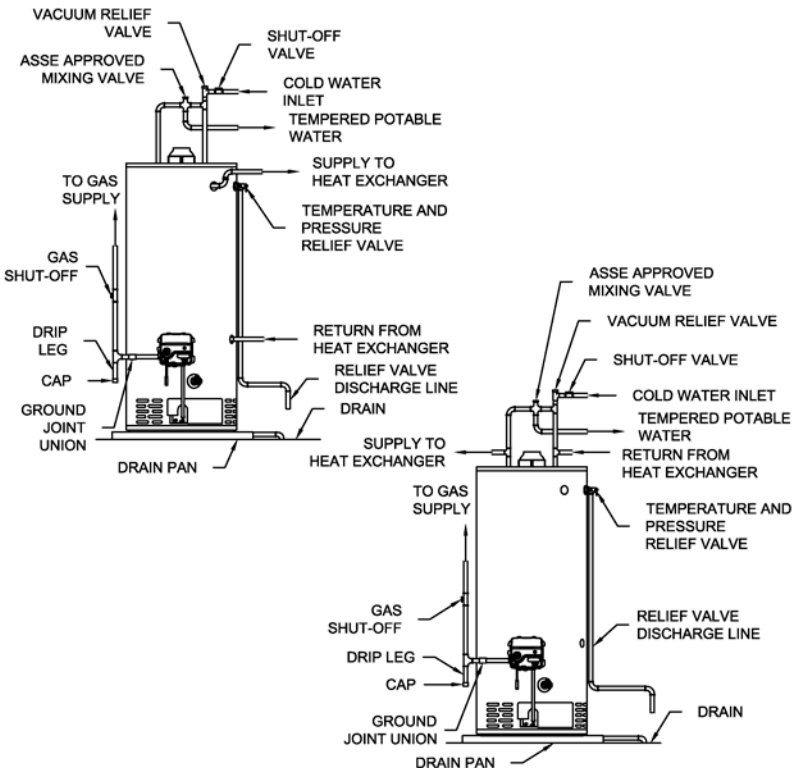 VACUUM RELIEF
VALVE
SHUT-OFF
VALVE
ASSE APPROVED
MIXING VALVE
COLD WATER
INLET
TEMPERED POTABLE
WATER
SUPPLY TO
HEAT EXCHANGER
TO GAS
SUPPLY
TEMPERATURE AND
PRESSURE
RELIEF VALVE
GAS
SHUT-OFF
DRIP
LEG
RETURN FROM
HEAT EXCHANGER
CAP
RELIEF VALVE
DISCHARGE LINE
GROUND
JOINT
UNION
DRAIN
DRAIN PAN
ASSE APPROVED
MIXING VALVE
VACUUM RELIEF VALVE
SHUT-OFF VALVE
COLD WATER INLET
TEMPERED POTABLE
WATER
SUPPLY TO
HEAT EXCHANGER
RETURN FROM
HEAT EXCHANGER
TO GAS
SUPPLY
TEMPERATURE AND
PRESSURE
RELIEF VALVE
GAS
SHUT-OFF
RELIEF VALVE
DISCHARGE LINE
DRIP LEG
CAP
GROUND
JOINT UNION
DRAIN
DRAIN PAN